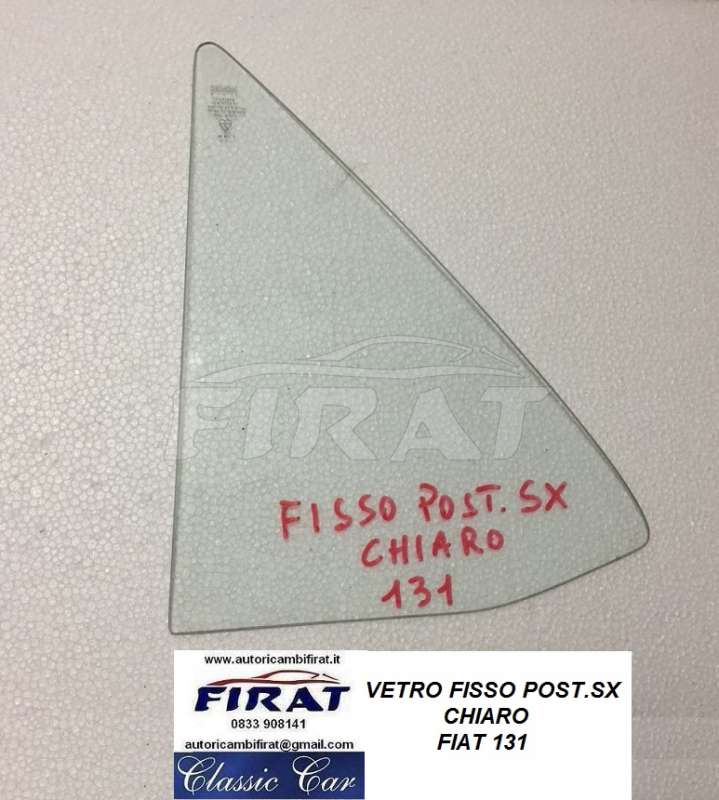 FIRAT
FISSO POST. SX
CHIARO
131
www.autoricambifirat.it
FIRAT
0833 908141
autoricambifirat@gmail.com
Classic Car
VETRO FISSO POST.SX
CHIARO
FIAT 131